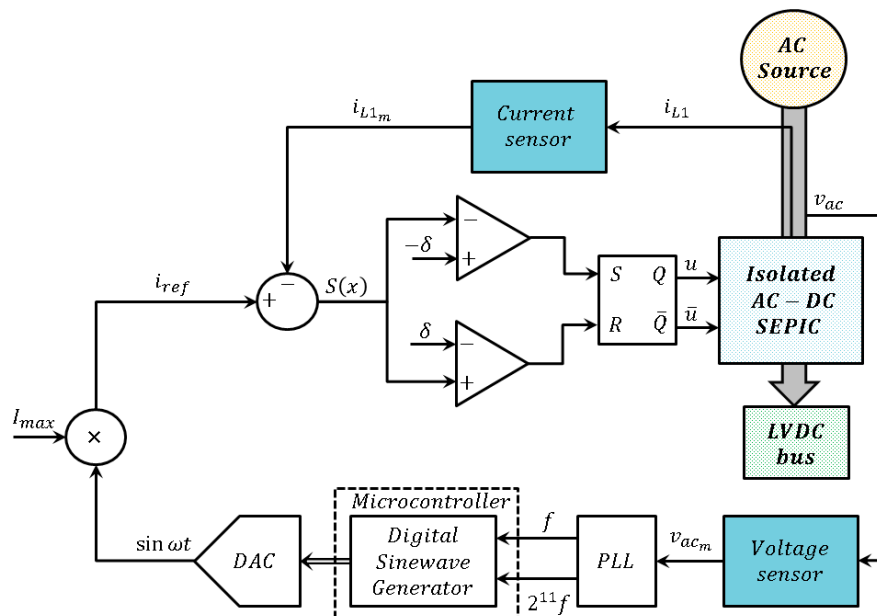 AC
Source
i_{L1_m}
Current
sensor
i_{L1}
v_{ac}
−
−δ
+
S
Q
u
Isolated
AC − DC
SEPIC
i_{ref}
+
−
S(x)
δ
−
+
R
Q̄
ū
I_{max}
×
LVDC
bus
Microcontroller
sin ωt
DAC
Digital
Sinewave
Generator
f
2^{11}f
PLL
v_{ac_m}
Voltage
sensor